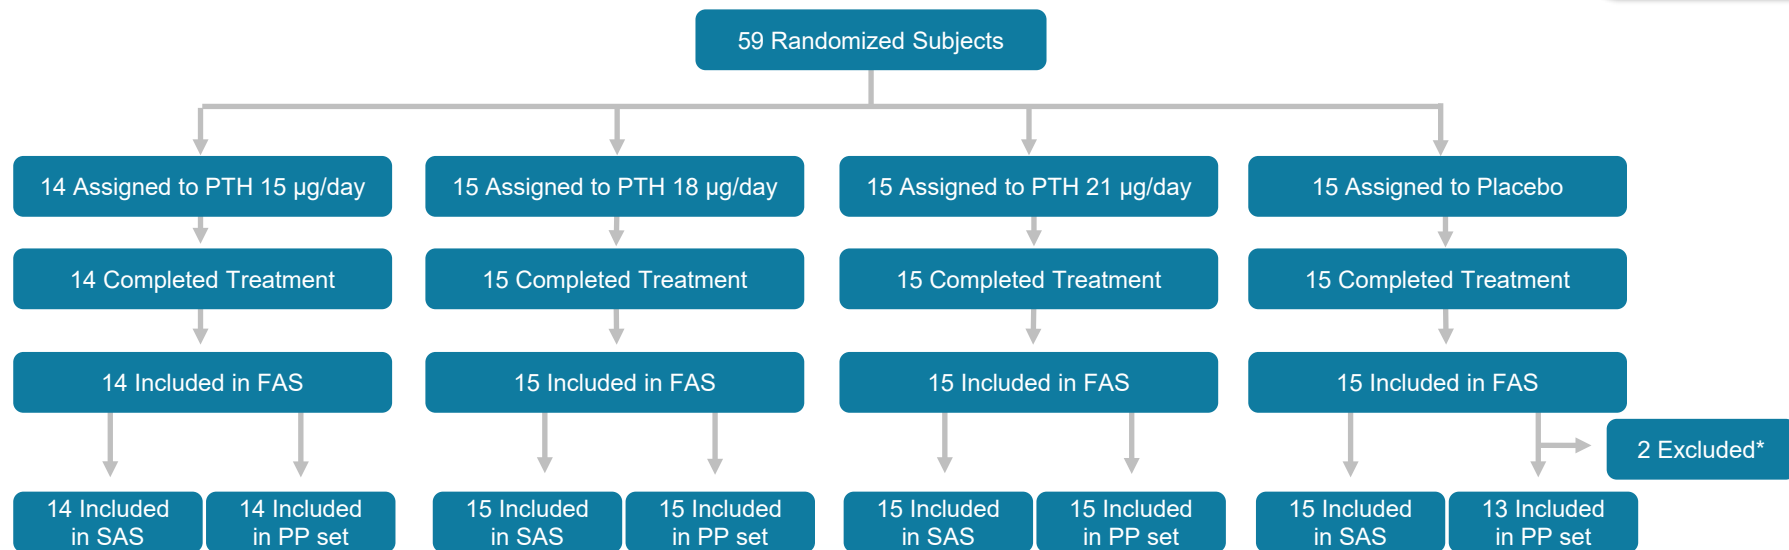 59 Randomized Subjects
14 Assigned to PTH 15 µg/day
15 Assigned to PTH 18 µg/day
15 Assigned to PTH 21 µg/day
15 Assigned to Placebo
14 Completed Treatment
15 Completed Treatment
15 Completed Treatment
15 Completed Treatment
14 Included in FAS
15 Included in FAS
15 Included in FAS
15 Included in FAS
2 Excluded*
14 Included
in SAS
14 Included
in PP set
15 Included
in SAS
15 Included
in PP set
15 Included
in SAS
15 Included
in PP set
15 Included
in SAS
13 Included
in PP set